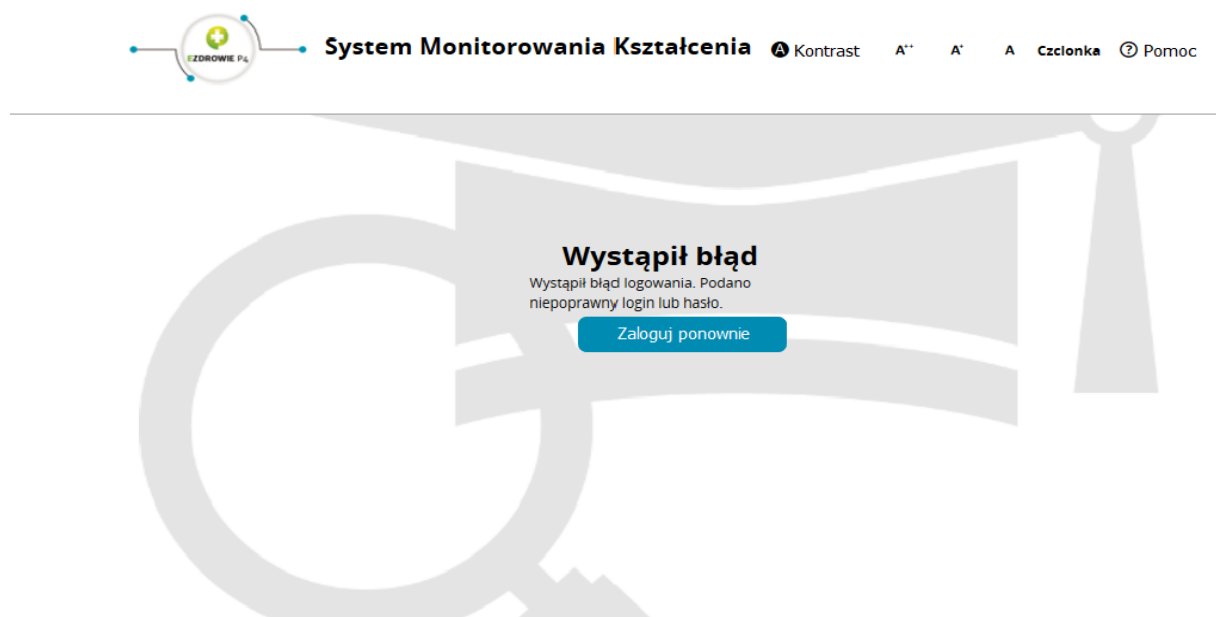 EZDROWIE P4
System Monitorowania Kształcenia
A Kontrast
A++
A+
A
Czcionka
? Pomoc
Wystąpił błąd
Wystąpił błąd logowania. Podano
niepoprawny login lub hasło.
Zaloguj ponownie